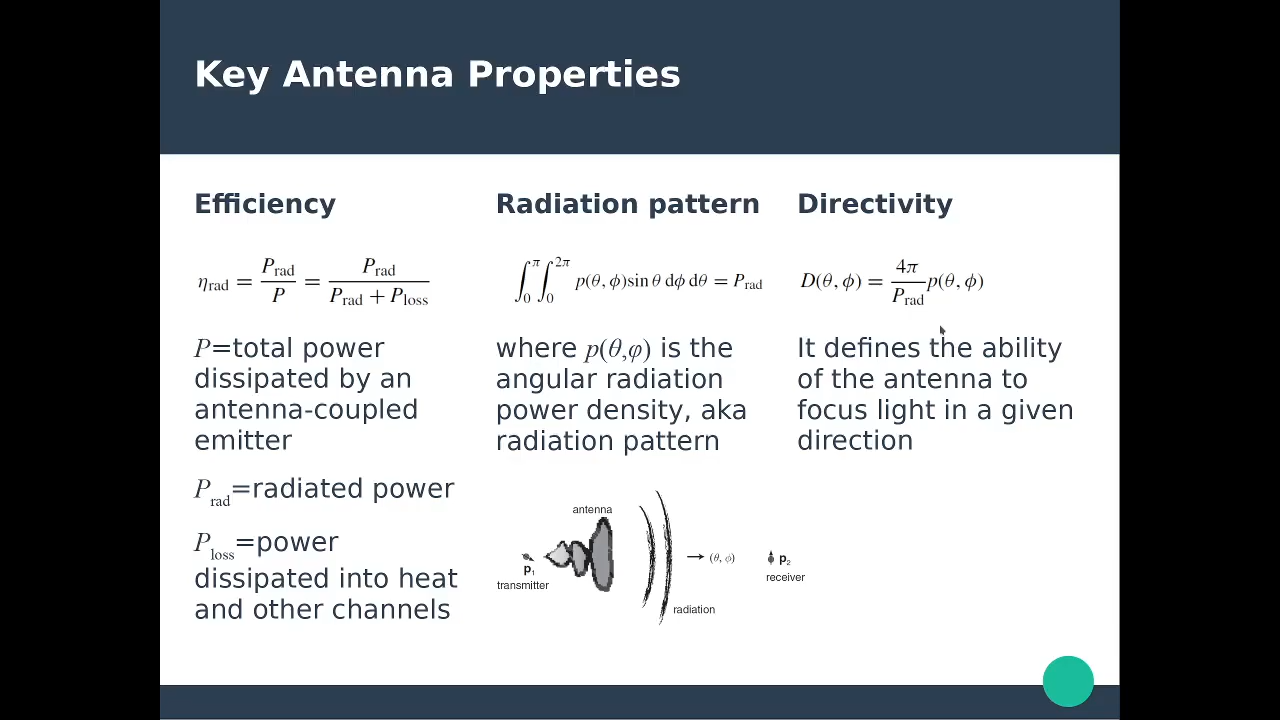 Key Antenna Properties
Efficiency
η_rad = P_rad / P = P_rad / (P_rad + P_loss)
P=total power
dissipated by an
antenna-coupled
emitter
P_rad=radiated power
P_loss=power
dissipated into heat
and other channels
Radiation pattern
∫_0^π ∫_0^2π p(θ, ϕ) sin θ dϕ dθ = P_rad
where p(θ,φ) is the
angular radiation
power density, aka
radiation pattern
antenna
p₁
transmitter
→ (θ, ϕ)
p₂
receiver
radiation
Directivity
D(θ, ϕ) = 4π / P_rad p(θ, ϕ)
It defines the ability
of the antenna to
focus light in a given
direction